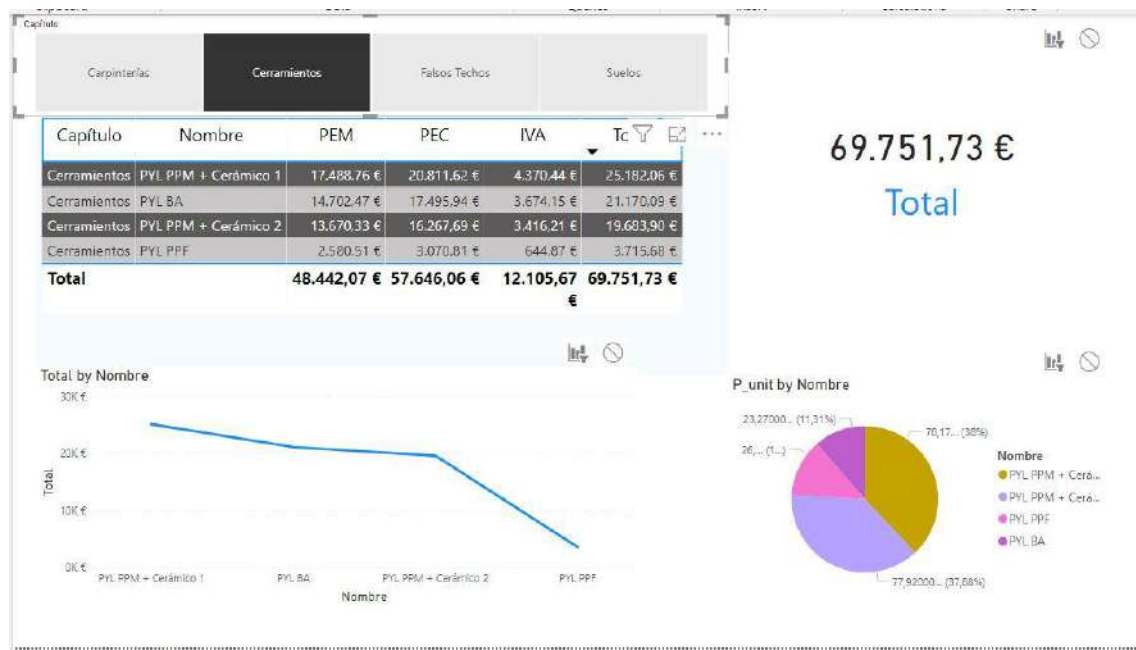 Capítulo
Carpinterías Cerramientos Falsos Techos Suelos
Capítulo Nombre PEM PEC IVA Tc
Cerramientos PYL PPM + Cerámico 1 17.488,76 € 20.811,62 € 4.370,44 € 25.182,06 €
Cerramientos PYL BA 14.702,47 € 17.495,94 € 3.674,15 € 21.170,09 €
Cerramientos PYL PPM + Cerámico 2 13.670,33 € 16.267,69 € 3.416,21 € 19.683,90 €
Cerramientos PYL PPF 2.580,51 € 3.070,81 € 644,87 € 3.715,68 €
Total 48.442,07 € 57.646,06 € 12.105,67 € 69.751,73 €
69.751,73 €
Total
Total by Nombre
30K €
20K €
10K €
0K €
Total
PYL PPM + Cerámico 1 PYL BA PYL PPM + Cerámico 2 PYL PPF
Nombre
P_unit by Nombre
23,27000... (11,31%)
26,... (1...)
78,17... (38%)
77,92000... (37,88%)
Nombre
PYL PPM + Cerá...
PYL PPM + Cerá...
PYL PPF
PYL BA